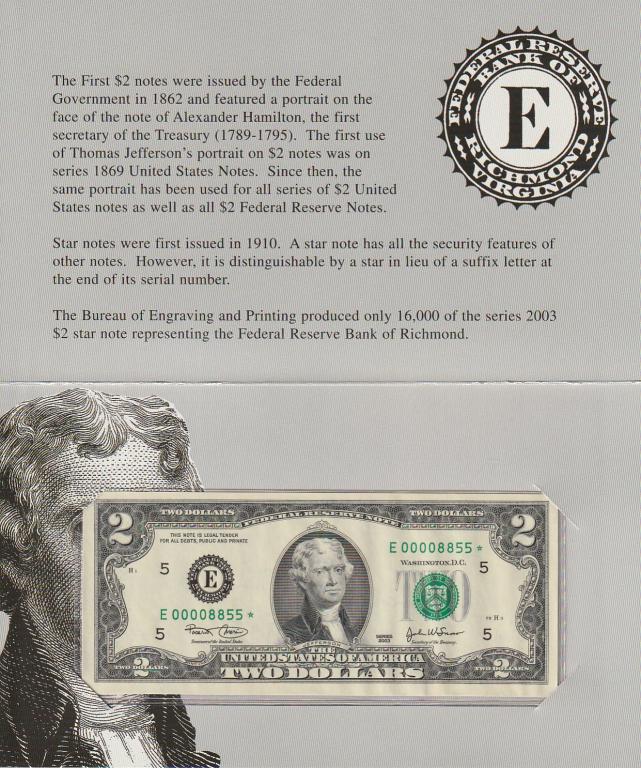 The First $2 notes were issued by the Federal
Government in 1862 and featured a portrait on the
face of the note of Alexander Hamilton, the first
secretary of the Treasury (1789-1795). The first use
of Thomas Jefferson's portrait on $2 notes was on
series 1869 United States Notes. Since then, the
same portrait has been used for all series of $2 United
States notes as well as all $2 Federal Reserve Notes.
FEDERAL RESERVE
BANK OF
E
RICHMOND
VIRGINIA
Star notes were first issued in 1910. A star note has all the security features of
other notes. However, it is distinguishable by a star in lieu of a suffix letter at
the end of its serial number.
The Bureau of Engraving and Printing produced only 16,000 of the series 2003
$2 star note representing the Federal Reserve Bank of Richmond.
2
TWO DOLLARS
FEDERAL RESERVE NOTE
TWO DOLLARS
2
THIS NOTE IS LEGAL TENDER
FOR ALL DEBTS, PUBLIC AND PRIVATE
E 00008855 *
WASHINGTON, D.C.
5
E
TWO
5
E 00008855 *
5
SERIES
2003
5
JEFFERSON
THE
UNITED STATES OF AMERICA
TWO DOLLARS
2
TWO DOLLARS
2
TWO DOLLARS